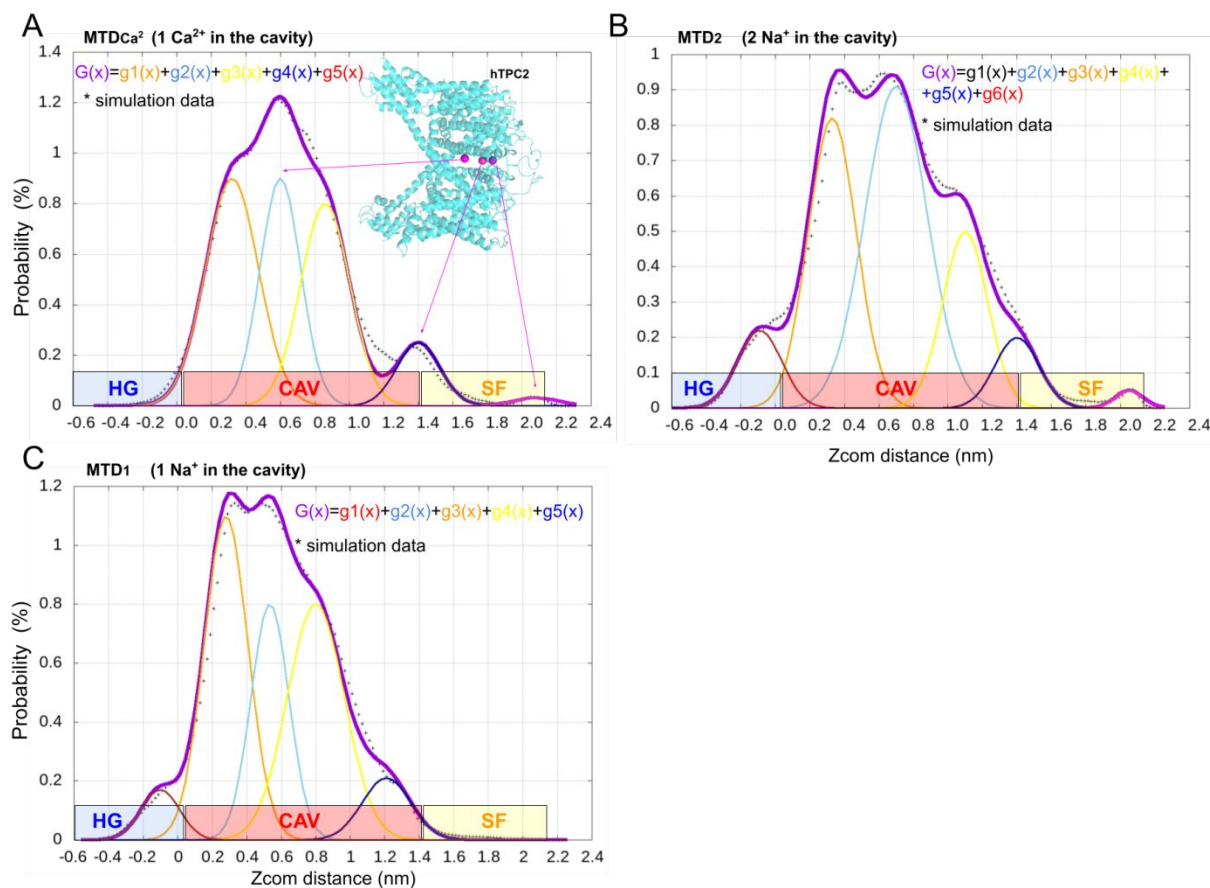 A
MTDCa² (1 Ca²⁺ in the cavity)
G(x)=g1(x)+g2(x)+g3(x)+g4(x)+g5(x)
* simulation data
hTPC2
Probability (%)
1.4
1.2
1
0.8
0.6
0.4
0.2
0
HG
CAV
SF
-0.6 -0.4 -0.2 0 0.2 0.4 0.6 0.8 1.0 1.2 1.4 1.6 1.8 2.0 2.2 2.4
B
MTD2 (2 Na⁺ in the cavity)
G(x)=g1(x)+g2(x)+g3(x)+g4(x)+
+g5(x)+g6(x)
* simulation data
1
0.9
0.8
0.7
0.6
0.5
0.4
0.3
0.2
0.1
0
HG
CAV
SF
-0.6 -0.4 -0.2 0 0.2 0.4 0.6 0.8 1.0 1.2 1.4 1.6 1.8 2.0 2.2 2.4
Zcom distance (nm)
C
MTD1 (1 Na⁺ in the cavity)
G(x)=g1(x)+g2(x)+g3(x)+g4(x)+g5(x)
* simulation data
Probability (%)
1.2
1
0.8
0.6
0.4
0.2
0
HG
CAV
SF
-0.6 -0.4 -0.2 0 0.2 0.4 0.6 0.8 1.0 1.2 1.4 1.6 1.8 2.0 2.2 2.4
Zcom distance (nm)